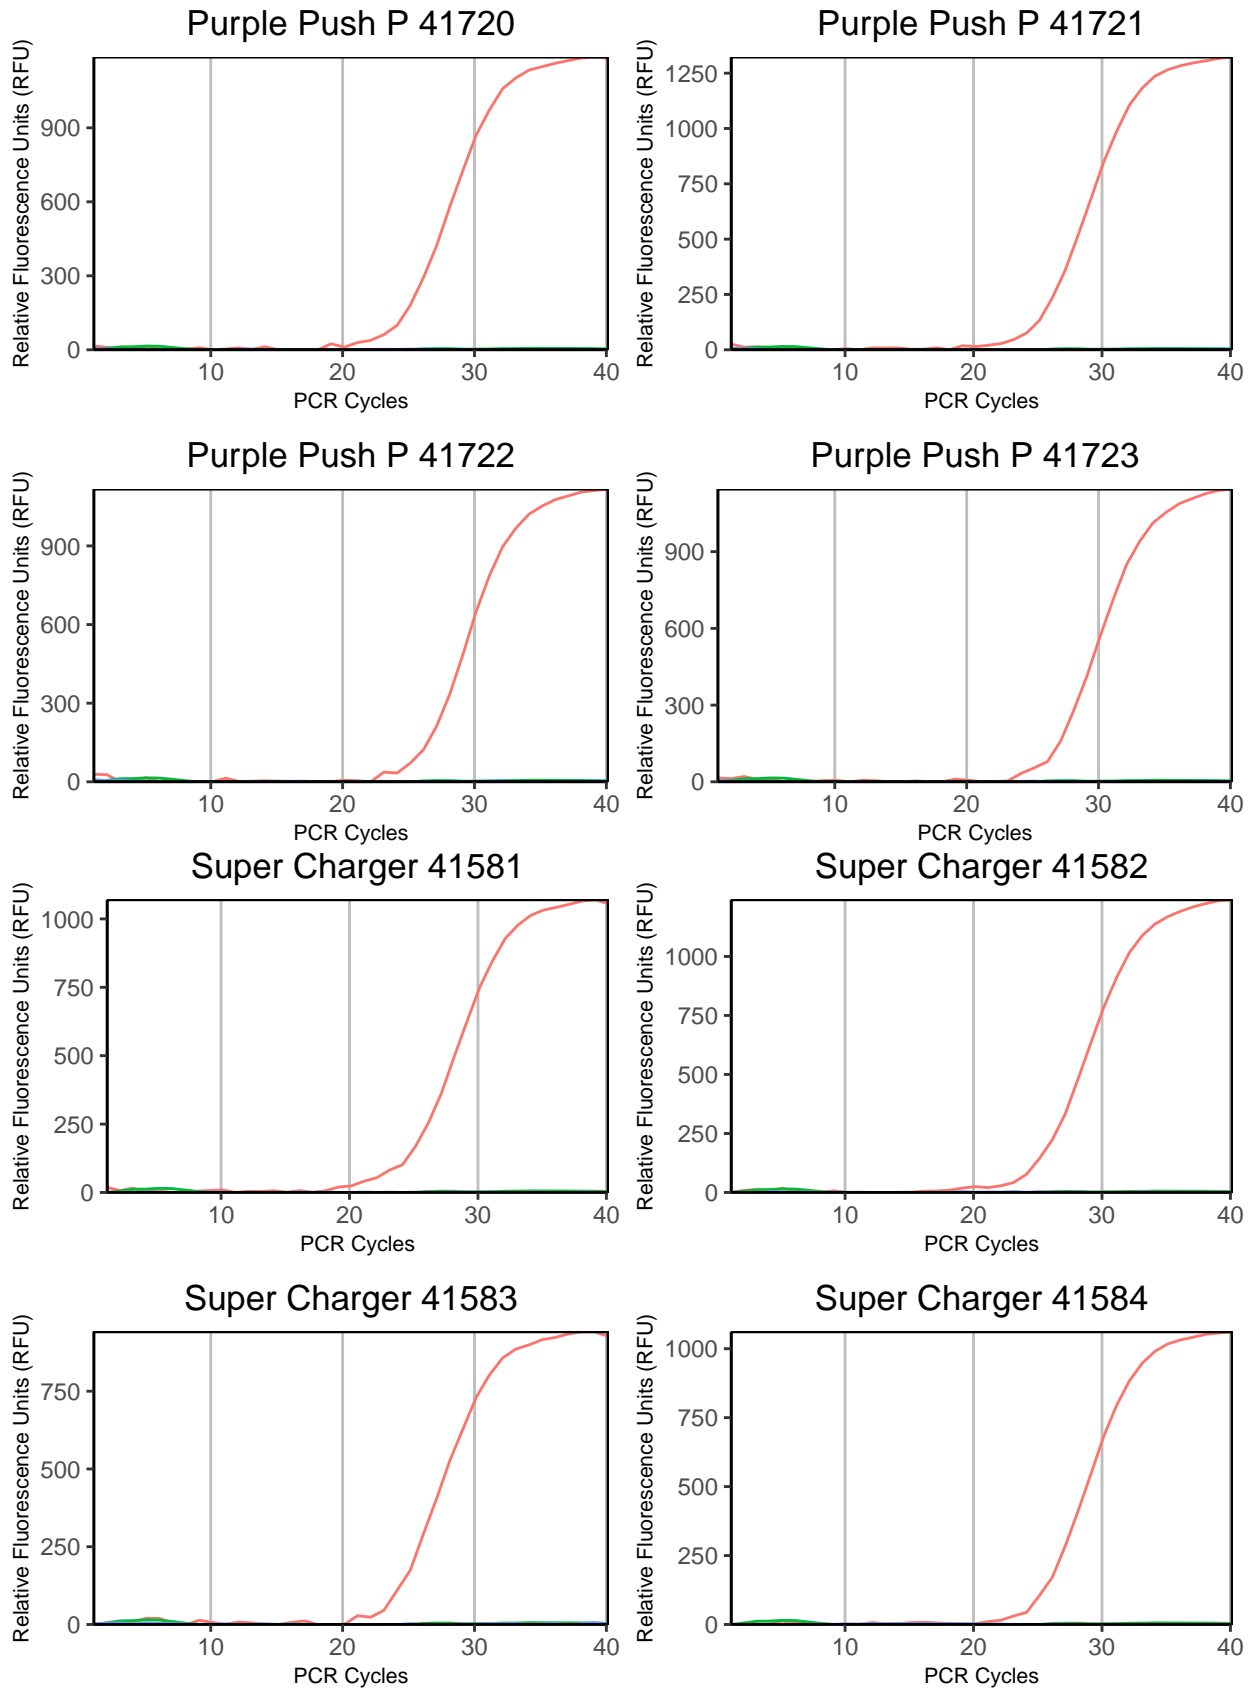 Purple Push P 41720
Relative Fluorescence Units (RFU)
900
600
300
0
10 20 30 40
PCR Cycles
Purple Push P 41721
Relative Fluorescence Units (RFU)
1250
1000
750
500
250
0
10 20 30 40
PCR Cycles
Purple Push P 41722
Relative Fluorescence Units (RFU)
900
600
300
0
10 20 30 40
PCR Cycles
Purple Push P 41723
Relative Fluorescence Units (RFU)
900
600
300
0
10 20 30 40
PCR Cycles
Super Charger 41581
Relative Fluorescence Units (RFU)
1000
750
500
250
0
10 20 30 40
PCR Cycles
Super Charger 41582
Relative Fluorescence Units (RFU)
1000
750
500
250
0
10 20 30 40
PCR Cycles
Super Charger 41583
Relative Fluorescence Units (RFU)
750
500
250
0
10 20 30 40
PCR Cycles
Super Charger 41584
Relative Fluorescence Units (RFU)
1000
750
500
250
0
10 20 30 40
PCR Cycles